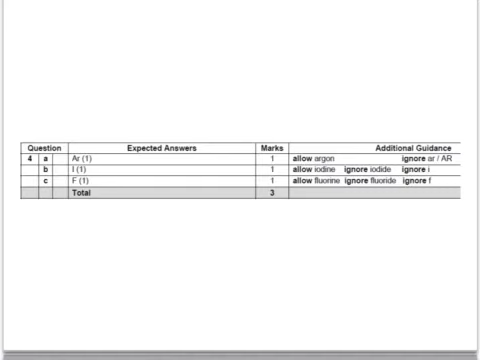 Question Expected Answers Marks Additional Guidance
4 a Ar (1) 1 allow argon ignore ar / AR
b I (1) 1 allow iodine ignore iodide ignore i
c F (1) 1 allow fluorine ignore fluoride ignore f
Total 3